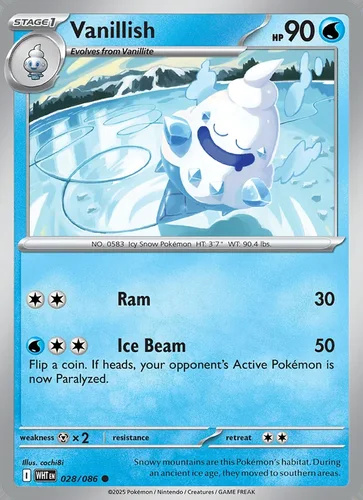 STAGE1
Vanillish
HP 90
Evolves from Vanillite
NO. 0583 Icy Snow Pokémon HT: 3'7" WT: 90.4 lbs.
Ram 30
Ice Beam 50
Flip a coin. If heads, your opponent's Active Pokémon is
now Paralyzed.
weakness ×2 resistance retreat
Illus. cochi8i
I WHT EN 028/086
Snowy mountains are this Pokémon's habitat. During
an ancient ice age, they moved to southern areas.
©2025 Pokémon / Nintendo / Creatures / GAME FREAK